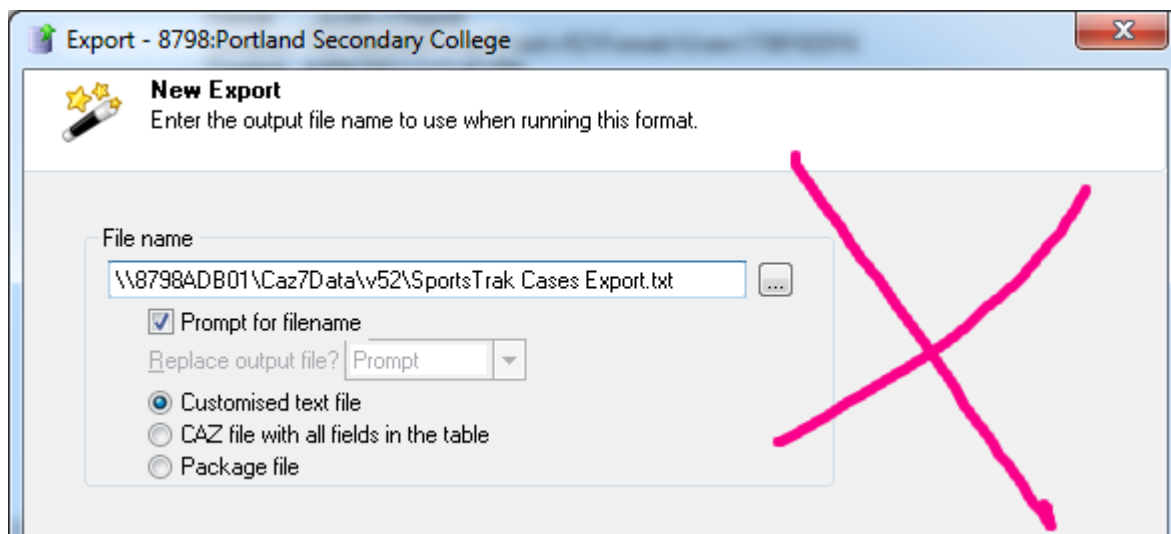 Export - 8798:Portland Secondary College
New Export
Enter the output file name to use when running this format.
File name
\\8798ADB01\Caz7Data\v52\SportsTrak Cases Export.txt
...
Prompt for filename
Replace output file? Prompt
Customised text file
CAZ file with all fields in the table
Package file